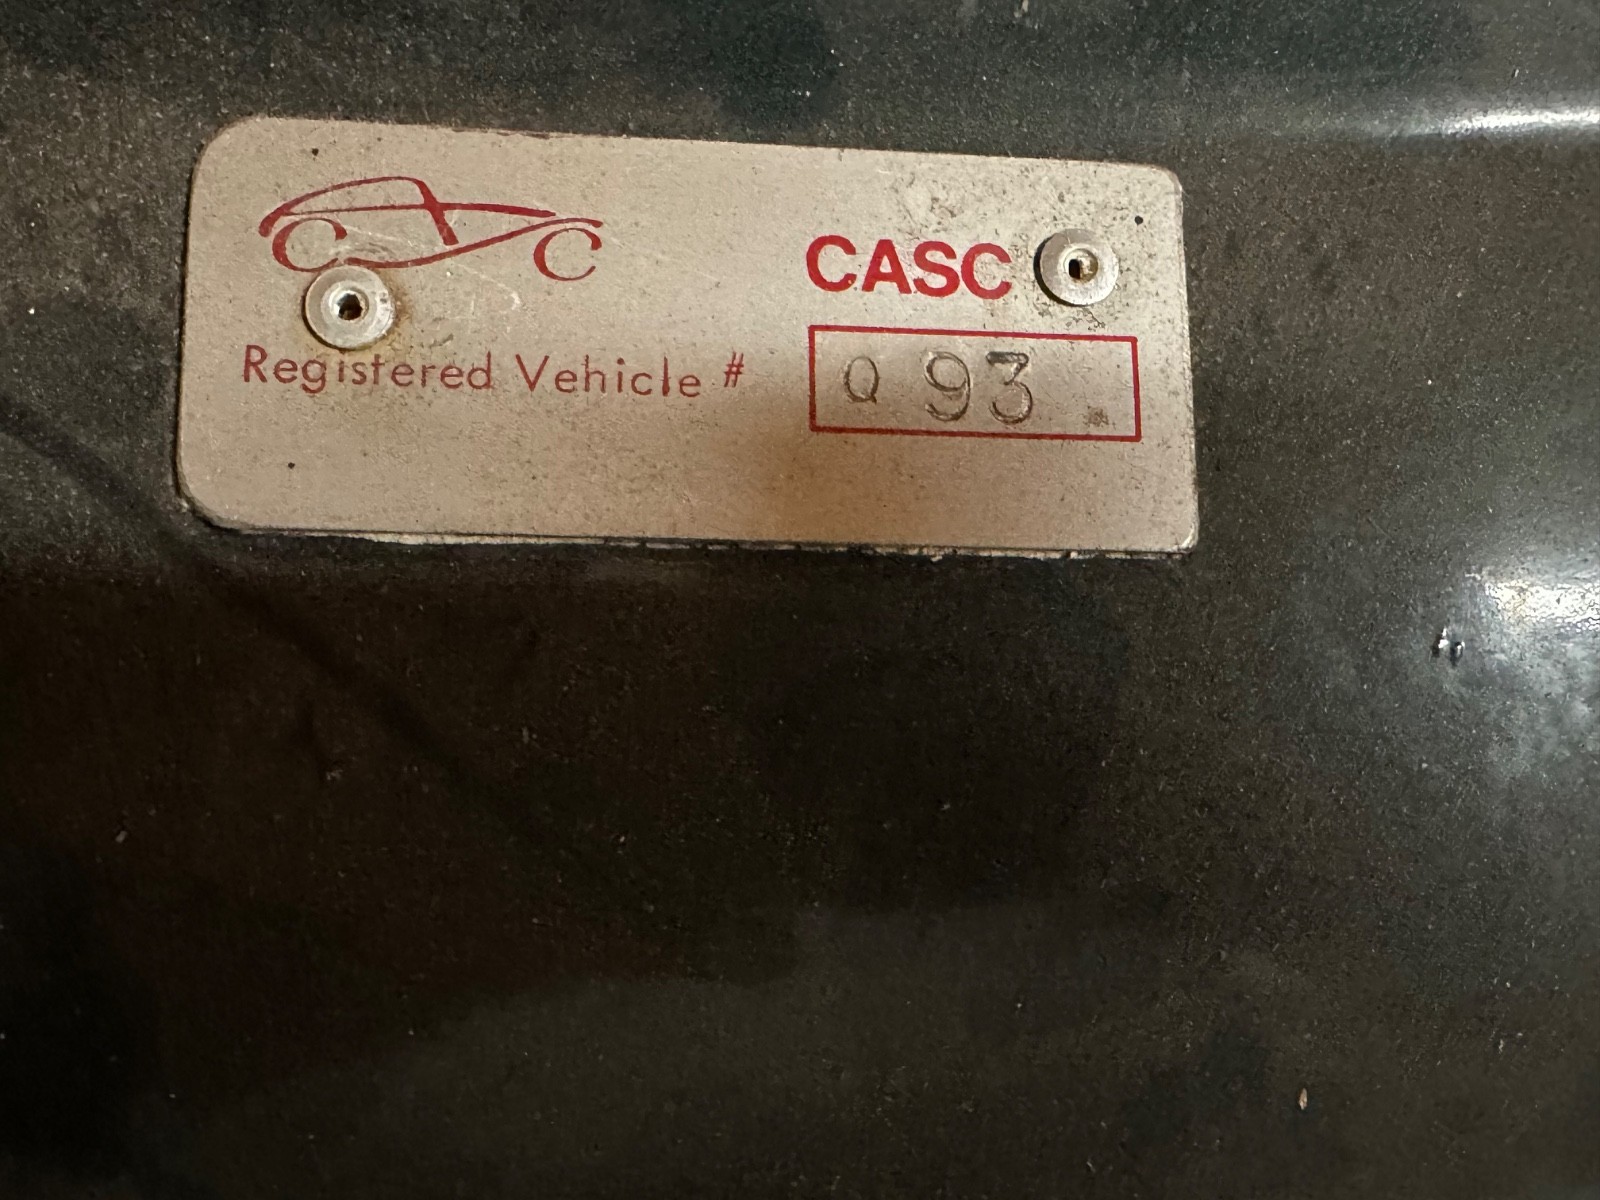 CASC
Registered Vehicle # Q 93